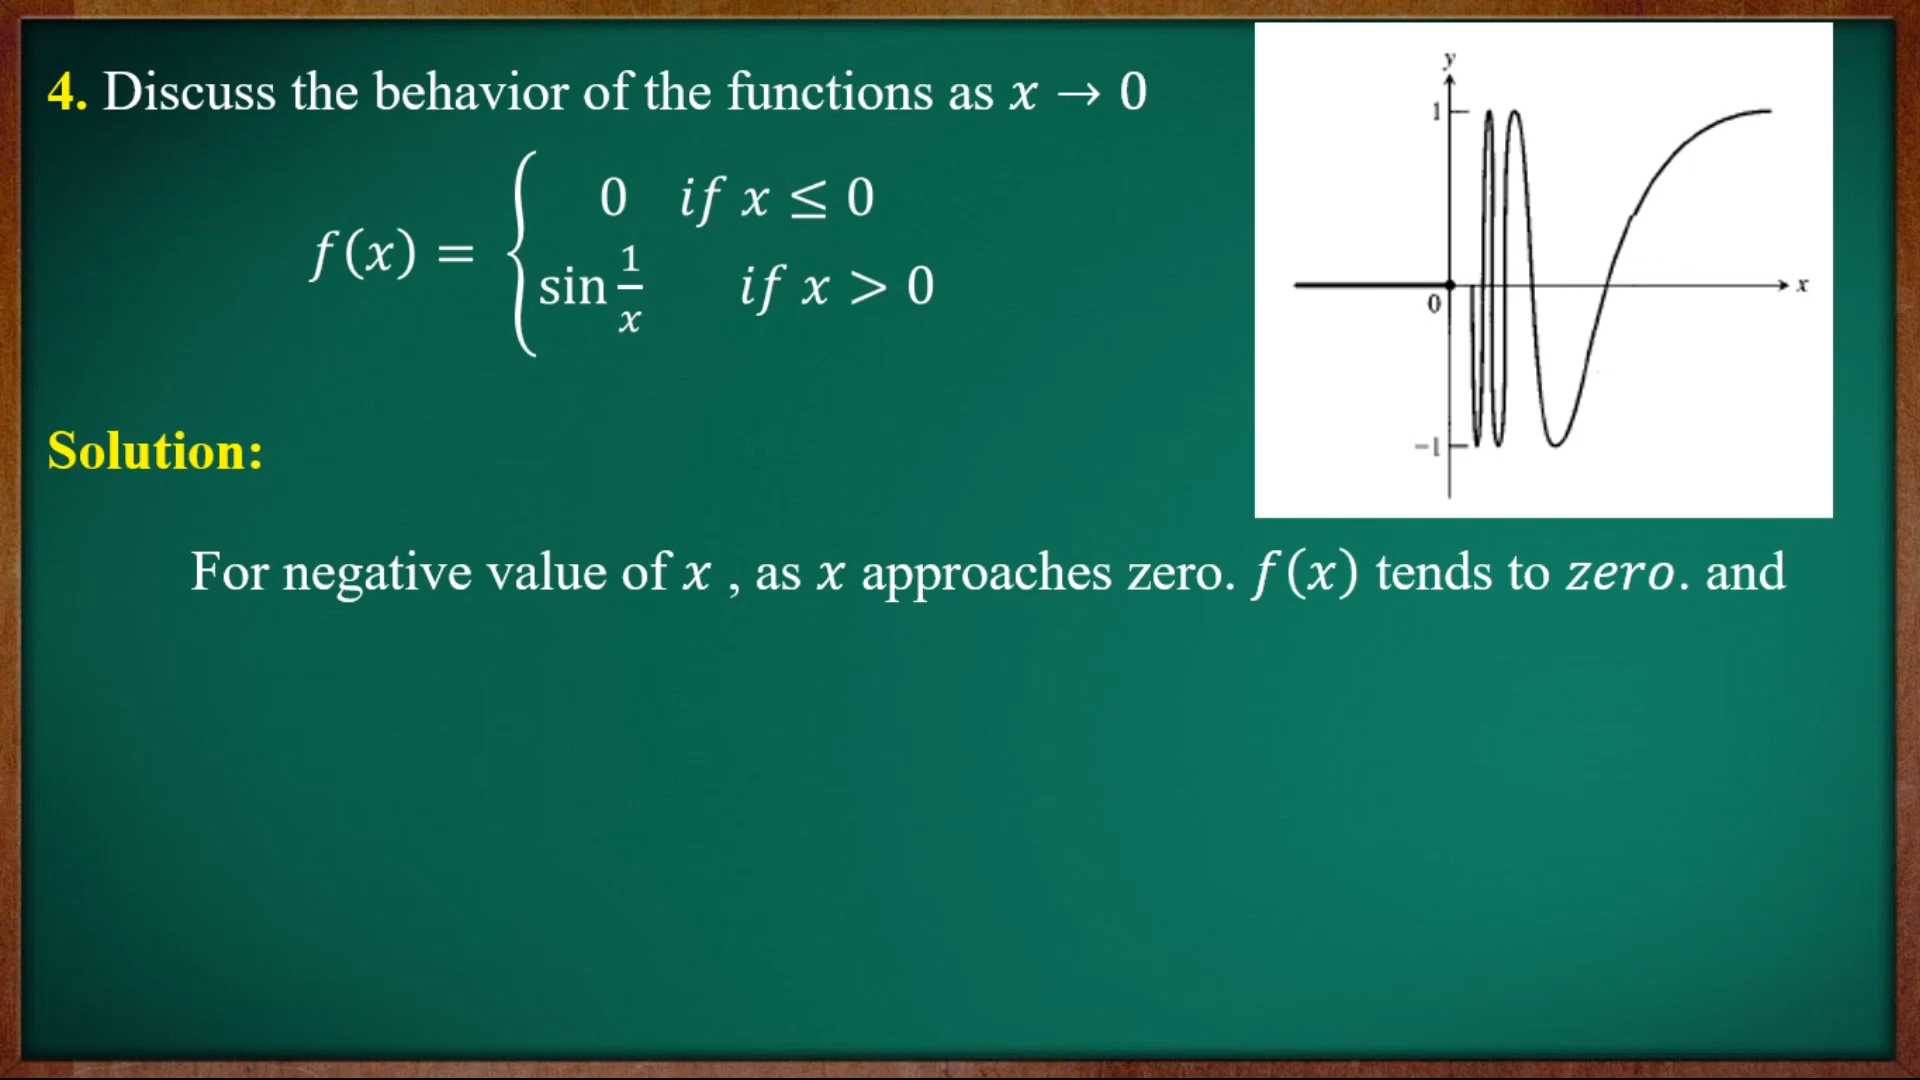 4. Discuss the behavior of the functions as x → 0
f(x) = { 0 if x ≤ 0
sin 1/x if x > 0
Solution:
For negative value of x , as x approaches zero. f(x) tends to zero. and
y
1
0
x
−1